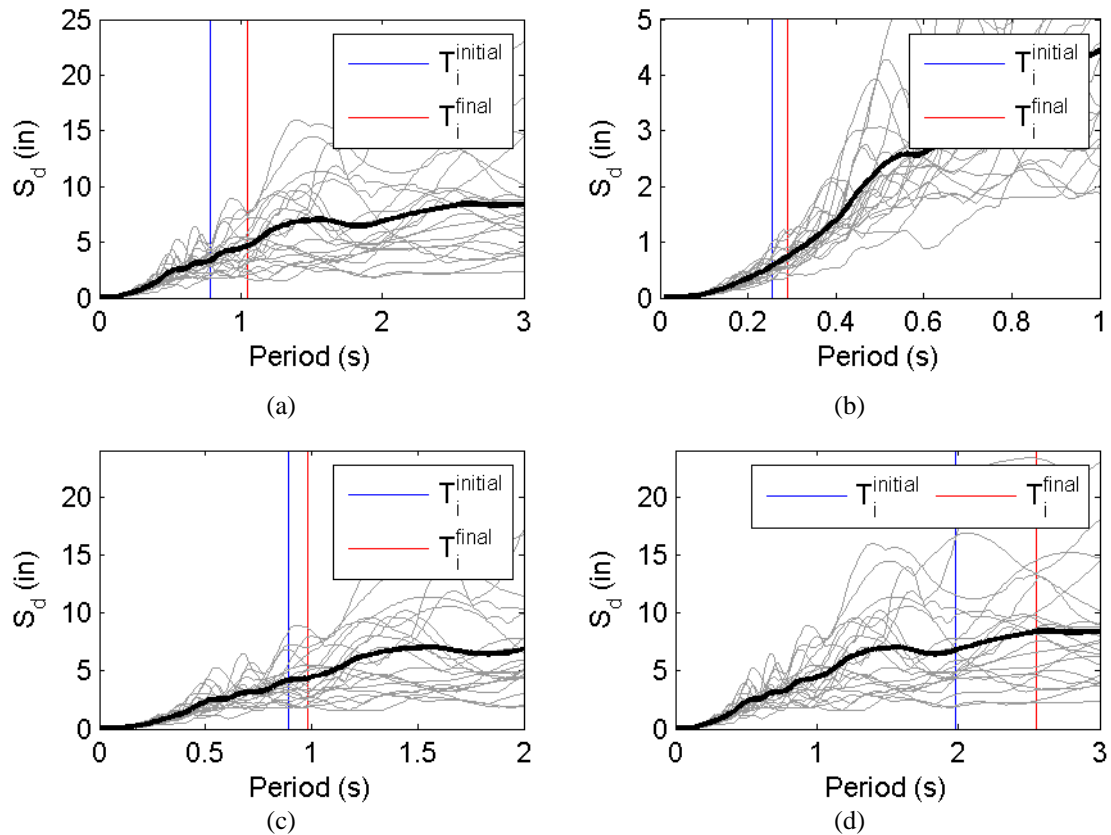 25
20
15
10
5
0
S_d (in)
T_i^initial
T_i^final
0 1 2 3
Period (s)
(a)
5
4
3
2
1
0
S_d (in)
T_i^initial
T_i^final
0.2 0.4 0.6 0.8 1
Period (s)
(b)
20
15
10
5
0
S_d (in)
T_i^initial
T_i^final
0 0.5 1 1.5 2
Period (s)
(c)
20
15
10
5
0
S_d (in)
T_i^initial T_i^final
0 1 2 3
Period (s)
(d)